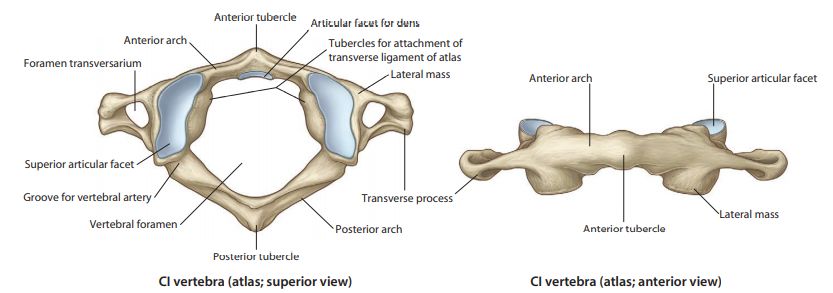 Anterior tubercle
Articular facet for dens
Anterior arch
Tubercles for attachment of
transverse ligament of atlas
Foramen transversarium
Lateral mass
Superior articular facet
Groove for vertebral artery
Transverse process
Vertebral foramen
Posterior arch
Posterior tubercle
CI vertebra (atlas; superior view)
Anterior arch
Superior articular facet
Lateral mass
Anterior tubercle
CI vertebra (atlas; anterior view)